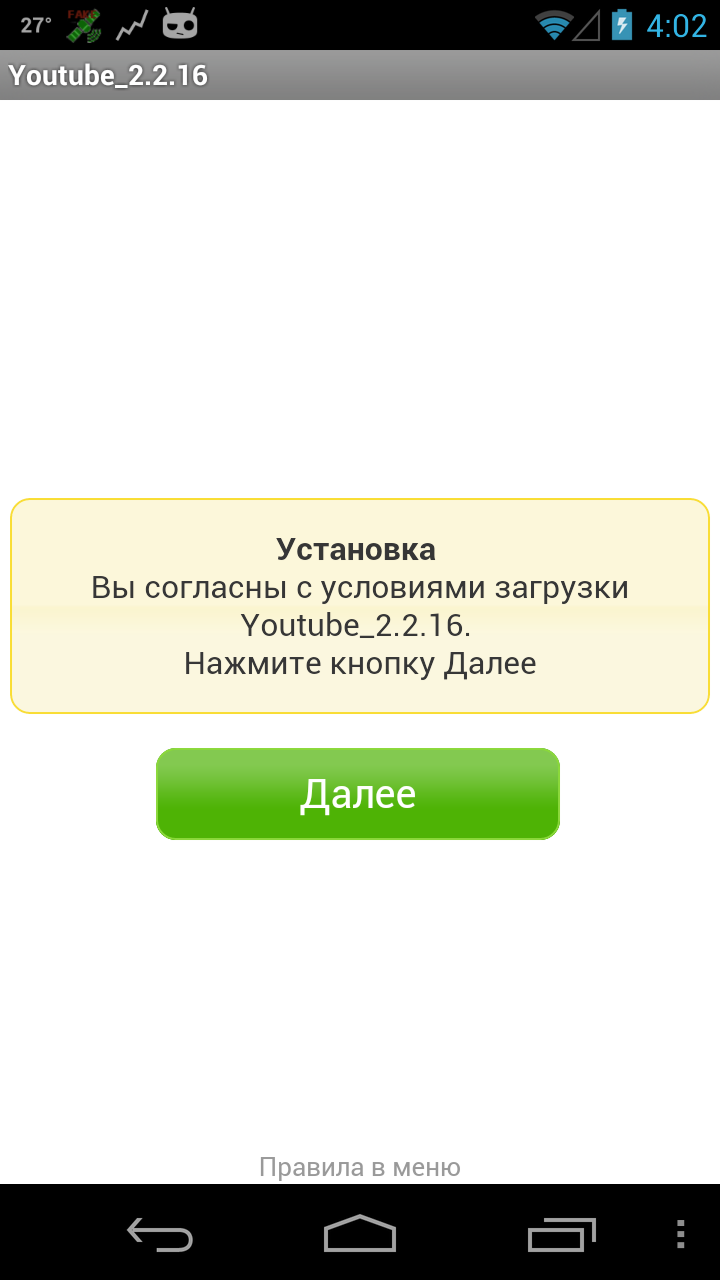 27°
FAKE
4:02
Youtube_2.2.16
Установка
Вы согласны с условиями загрузки
Youtube_2.2.16.
Нажмите кнопку Далее
Далее
Правила в меню